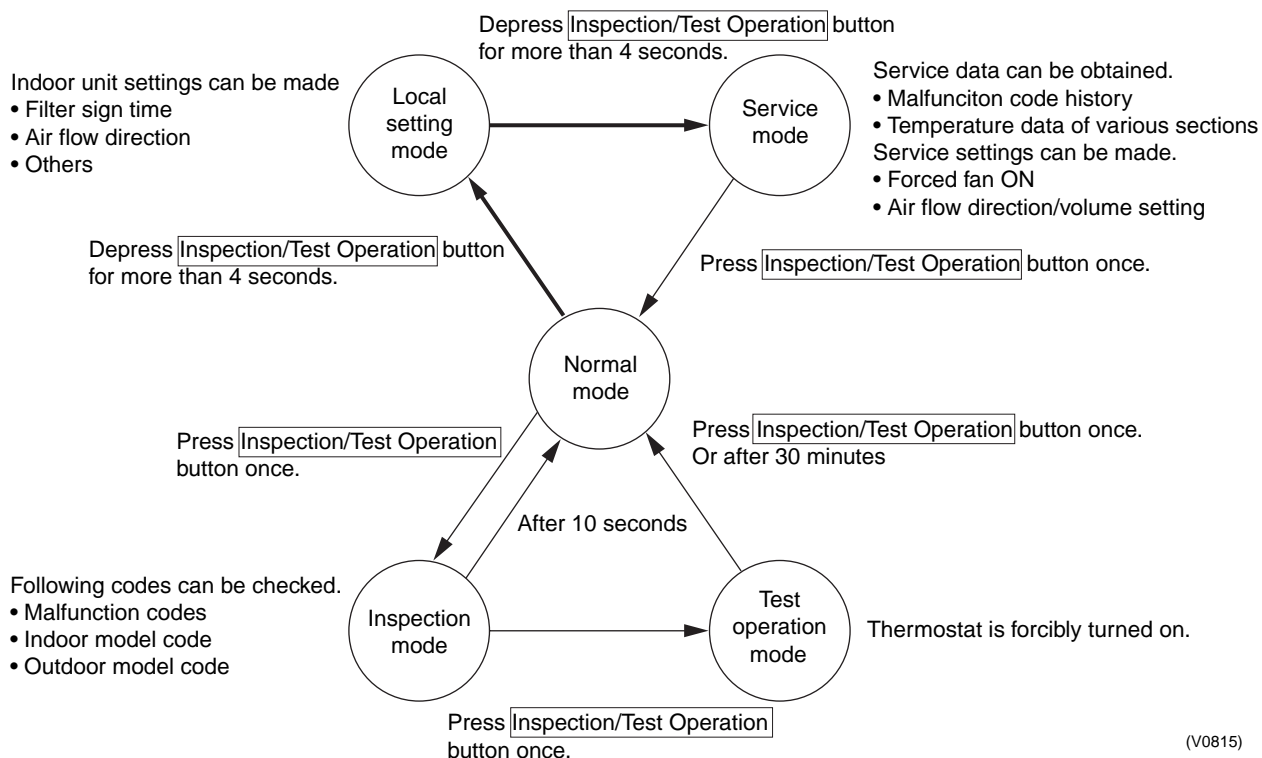 Depress Inspection/Test Operation button
for more than 4 seconds.
Indoor unit settings can be made
• Filter sign time
• Air flow direction
• Others
Local
setting
mode
Service
mode
Service data can be obtained.
• Malfunciton code history
• Temperature data of various sections
Service settings can be made.
• Forced fan ON
• Air flow direction/volume setting
Depress Inspection/Test Operation button
for more than 4 seconds.
Press Inspection/Test Operation button once.
Normal
mode
Press Inspection/Test Operation
button once.
Press Inspection/Test Operation button once.
Or after 30 minutes
After 10 seconds
Following codes can be checked.
• Malfunction codes
• Indoor model code
• Outdoor model code
Inspection
mode
Test
operation
mode
Thermostat is forcibly turned on.
Press Inspection/Test Operation
button once.
(V0815)